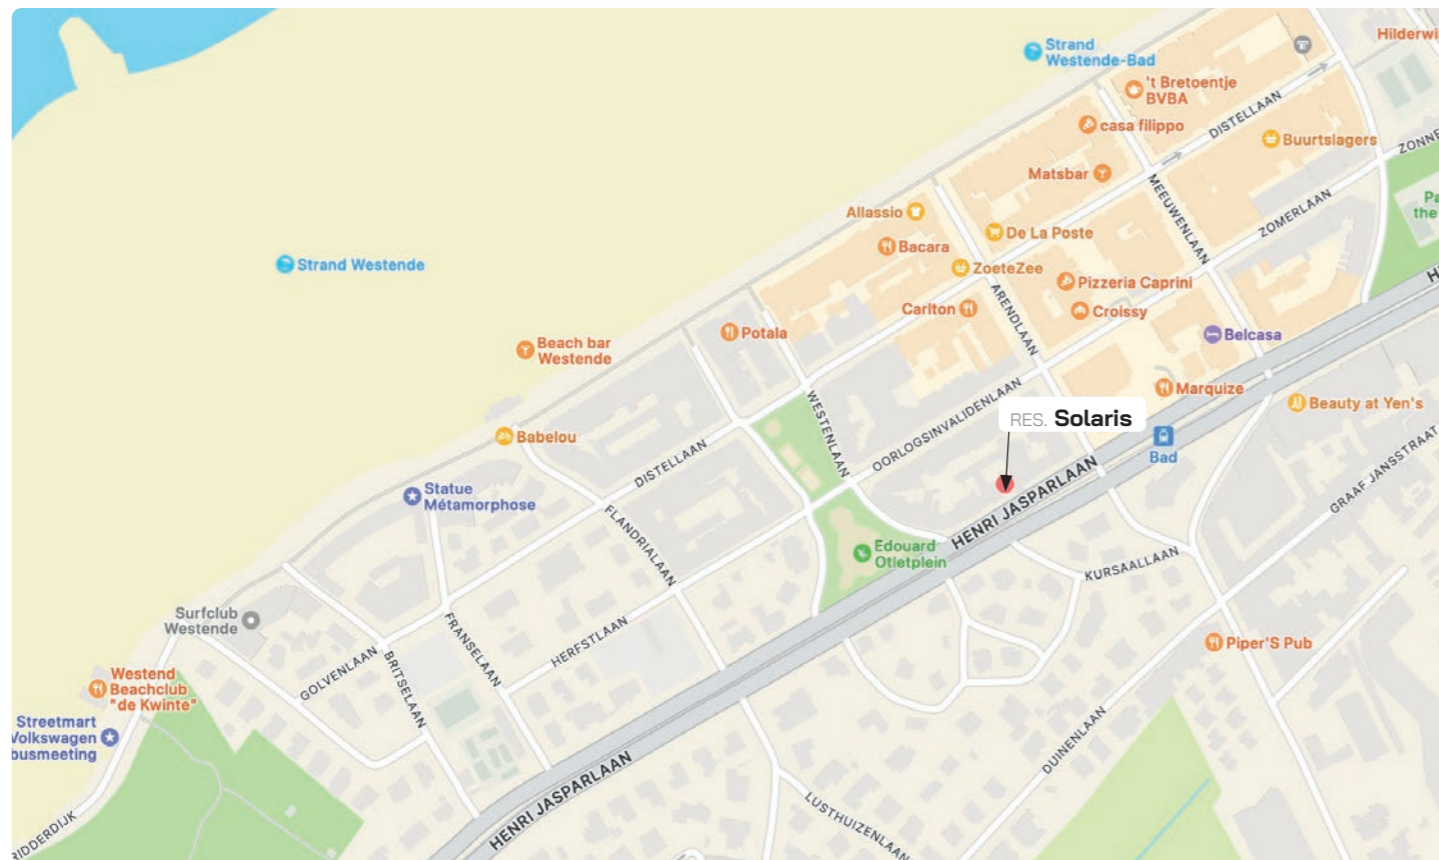 Strand
Westende-Bad
Hilderwi
't Bretoentje
BVBA
casa filippo
DISTELLAAN
Buurtslagers
ZONNE
Matsbar
MEEUWENLAAN
Pa
the
Allassio
De La Poste
ZOMERLAAN
Bacara
Strand Westende
ZoeteZee
Pizzeria Caprini
H
ARENDLAAN
Carlton
Croissy
Potala
Belcasa
Beach bar
Westende
Marquize
WESTENLAAN
OORLOGSINVALIDENLAAN
Beauty at Yen's
RES. Solaris
Babelou
DISTELLAAN
Bad
GRAAF JANSSTRAAT
Statue
Métamorphose
HENRI JASPARLAAN
FLANDRIALAAN
Edouard
Otletplein
KURSAALLAAN
Surfclub
Westende
FRANSELAAN
HERFSTLAAN
Piper'S Pub
GOLVENLAAN
BRITSELAAN
Westend
Beachclub
"de Kwinte"
Streetmart
Volkswagen
busmeeting
DUINENLAAN
HENRI JASPARLAAN
LUSTHUIZENLAAN
RIDDERDIJK